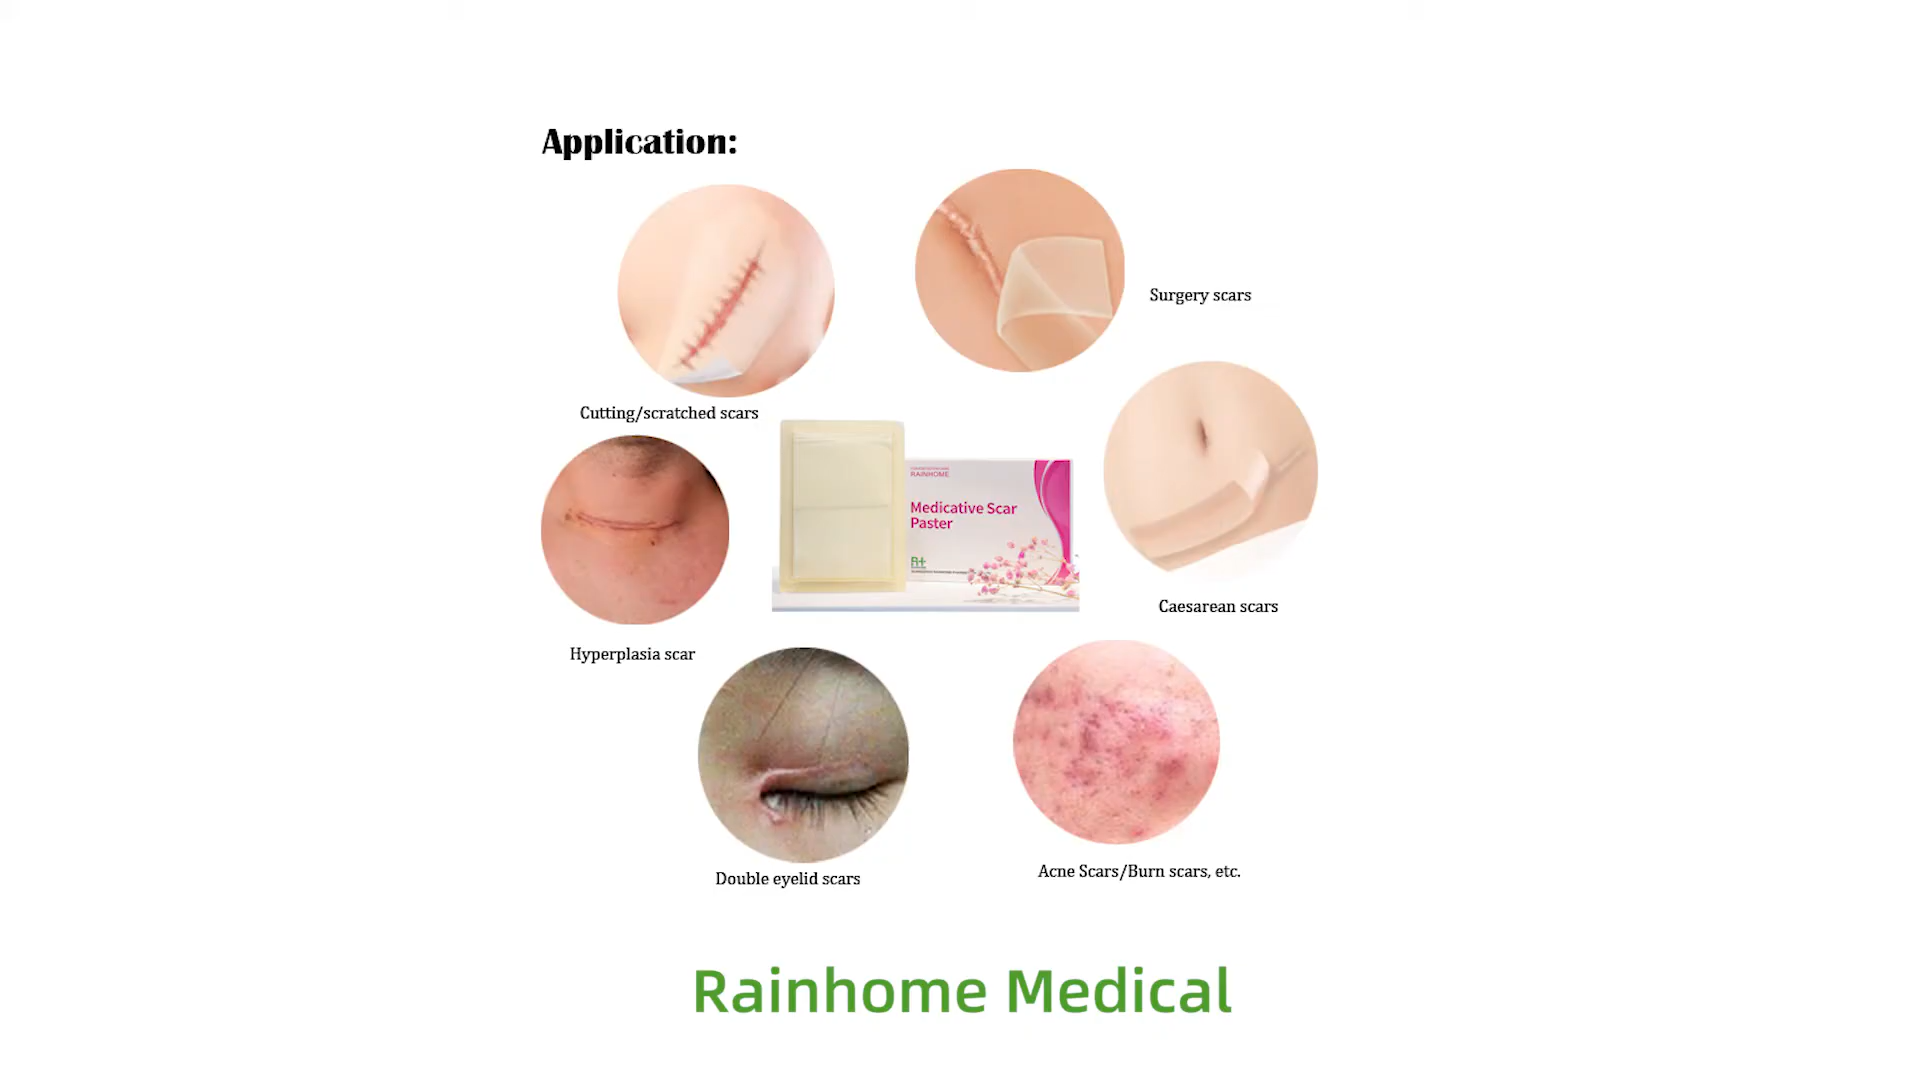 Application:
Surgery scars
Cutting/scratched scars
RAINHOME
Medicative Scar
Paster
Caesarean scars
Hyperplasia scar
Double eyelid scars
Acne Scars/Burn scars, etc.
Rainhome Medical